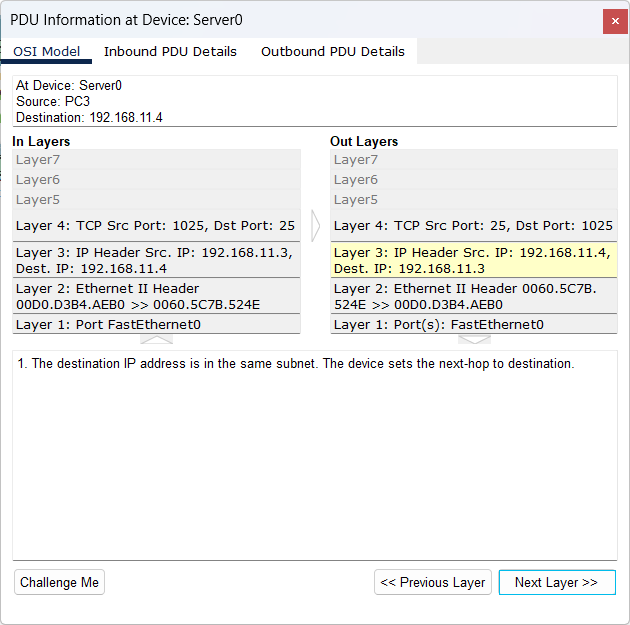 PDU Information at Device: Server0
OSI Model Inbound PDU Details Outbound PDU Details
At Device: Server0
Source: PC3
Destination: 192.168.11.4
In Layers
Layer7
Layer6
Layer5
Layer 4: TCP Src Port: 1025, Dst Port: 25
Layer 3: IP Header Src. IP: 192.168.11.3,
Dest. IP: 192.168.11.4
Layer 2: Ethernet II Header
00D0.D3B4.AEB0 >> 0060.5C7B.524E
Layer 1: Port FastEthernet0
Out Layers
Layer7
Layer6
Layer5
Layer 4: TCP Src Port: 25, Dst Port: 1025
Layer 3: IP Header Src. IP: 192.168.11.4,
Dest. IP: 192.168.11.3
Layer 2: Ethernet II Header 0060.5C7B.
524E >> 00D0.D3B4.AEB0
Layer 1: Port(s): FastEthernet0
1. The destination IP address is in the same subnet. The device sets the next-hop to destination.
Challenge Me << Previous Layer Next Layer >>